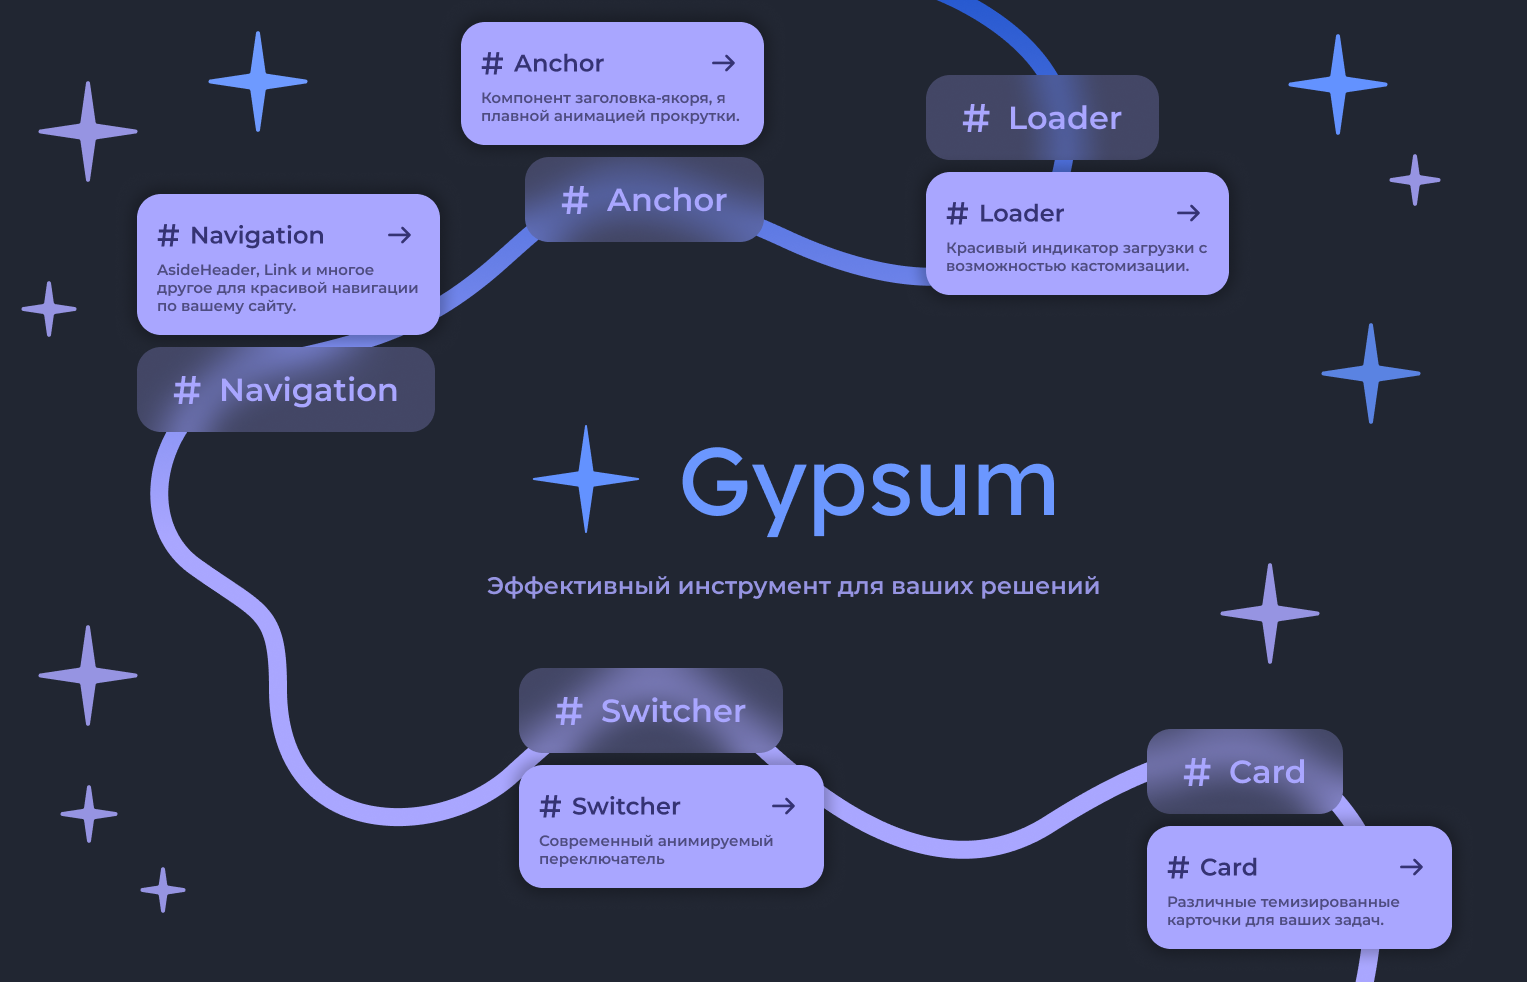 # Anchor →
Компонент заголовка-якоря, я
плавной анимацией прокрутки.
# Anchor
# Loader
# Loader →
Красивый индикатор загрузки с
возможностью кастомизации.
# Navigation →
AsideHeader, Link и многое
другое для красивой навигации
по вашему сайту.
# Navigation
Gypsum
Эффективный инструмент для ваших решений
# Switcher
# Switcher →
Современный анимируемый
переключатель
# Card
# Card →
Различные темизированные
карточки для ваших задач.